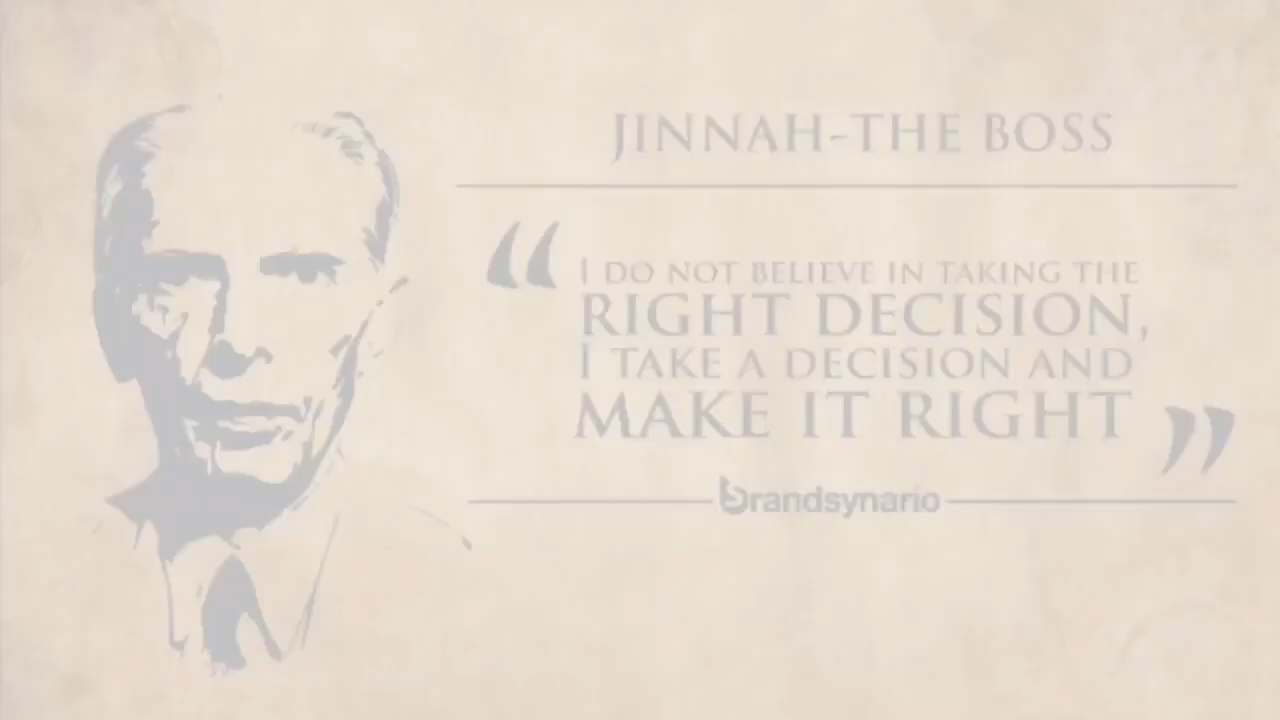 JINNAH-THE BOSS
“ I DO NOT BELIEVE IN TAKING THE
RIGHT DECISION,
I TAKE A DECISION AND
MAKE IT RIGHT ”
brandsynario